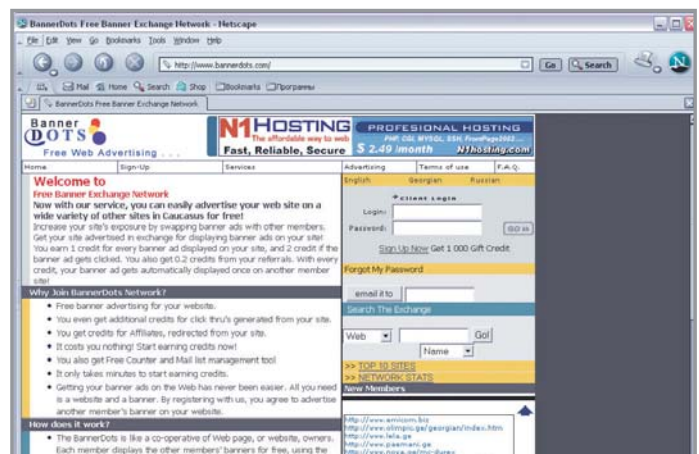 BannerDots Free Banner Exchange Network - Netscape
File Edit View Go Bookmarks Tools Window Help
http://www.bannerdots.com/
Go
Search
Mail Home Search Shop Bookmarks Программы
BannerDots Free Banner Exchange Network
Banner
DOTS
Free Web Advertising . . .
N1HOSTING
The affordable way to web
Fast, Reliable, Secure
PROFESIONAL HOSTING
PHP, CGI, MYSQL, SSH, FrontPage2002...
$ 2.49 /month N1hosting.com
Home Sign-Up Services Advertizing Terms of use F.A.Q.
Welcome to
Free Banner Exchange Network
Now with our service, you can easily advertise your web site on a
wide variety of other sites in Caucasus for free!
Increase your site's exposure by swapping banner ads with other members.
Get your site advertised in exchange for displaying banner ads on your site!
You earn 1 credit for every banner ad displayed on your site, and 2 credit if the
banner ad gets clicked. You also get 0.2 credits from your referrals. With every
credit, your banner ad gets automatically displayed once on another member
site!
Why Join BannerDots Network?
Free banner advertising for your website.
You even get additional credits for click thru's generated from your site.
You get credits for Affiliates, redirected from your site.
It costs you nothing! Start earning credits now!
You also get Free Counter and Mail list management tool
It only takes minutes to start earning credits.
Getting your banner ads on the Web has never been easier. All you need
is a website and a banner. By registering with us, you agree to advertise
another member's banner on your website.
How does it work?
The BannerDots is like a co-operative of Web page, or website, owners.
Each member displays the other members' banners for free, using the
English Georgian Russian
Client Login
Login:
Password:
GO »
Sign Up Now Get 1 000 Gift Credit
Forgot My Password
email it to
Search The Exchange
Web
Go!
Name
>> TOP 10 SITES
>> NETWORK STATS
New Members
http://www.amicom.biz
http://www.olimpic.ge/georgian/index.htm
http://www.lela.ge
http://www.paemani.ge